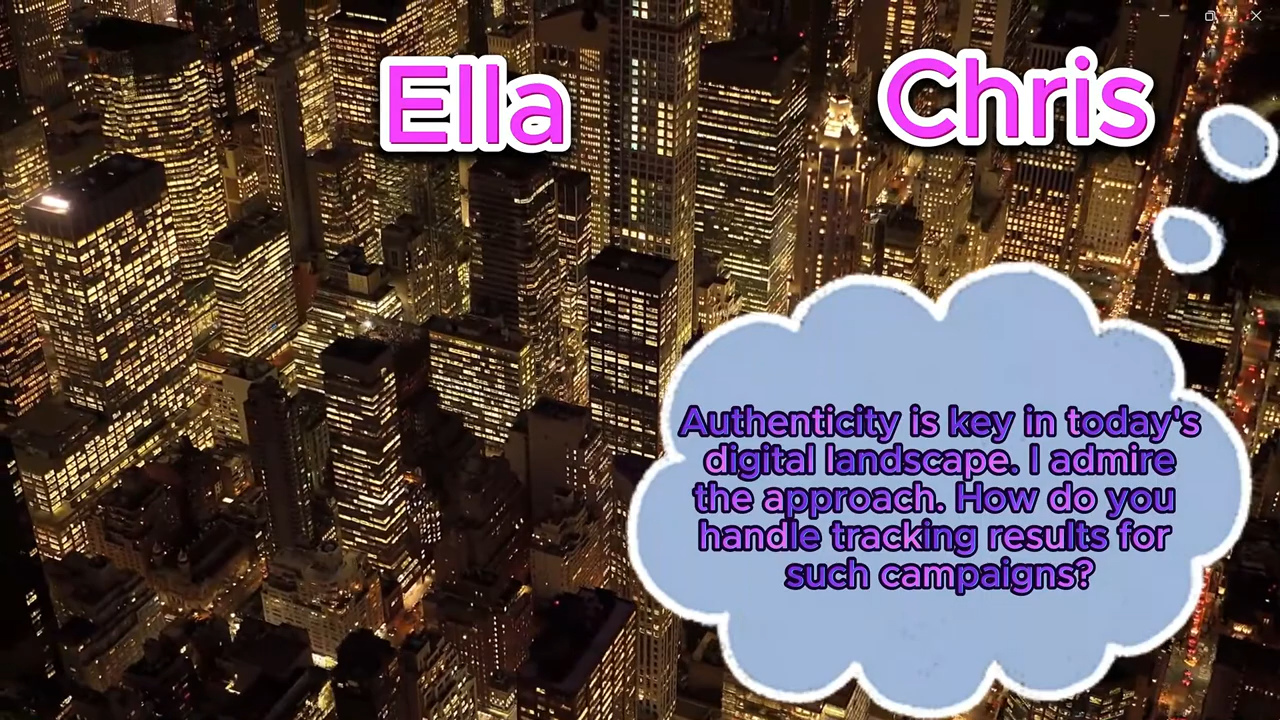 Ella
Chris
Authenticity is key in today's
digital landscape. I admire
the approach. How do you
handle tracking results for
such campaigns?